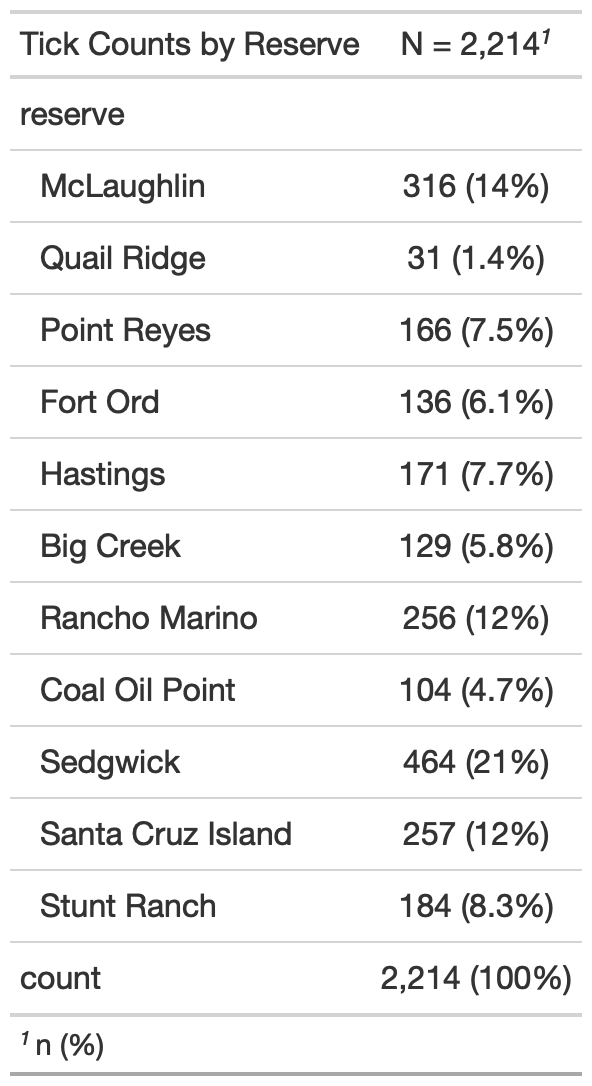 Tick Counts by Reserve N = 2,214¹
reserve
McLaughlin 316 (14%)
Quail Ridge 31 (1.4%)
Point Reyes 166 (7.5%)
Fort Ord 136 (6.1%)
Hastings 171 (7.7%)
Big Creek 129 (5.8%)
Rancho Marino 256 (12%)
Coal Oil Point 104 (4.7%)
Sedgwick 464 (21%)
Santa Cruz Island 257 (12%)
Stunt Ranch 184 (8.3%)
count 2,214 (100%)
¹ n (%)